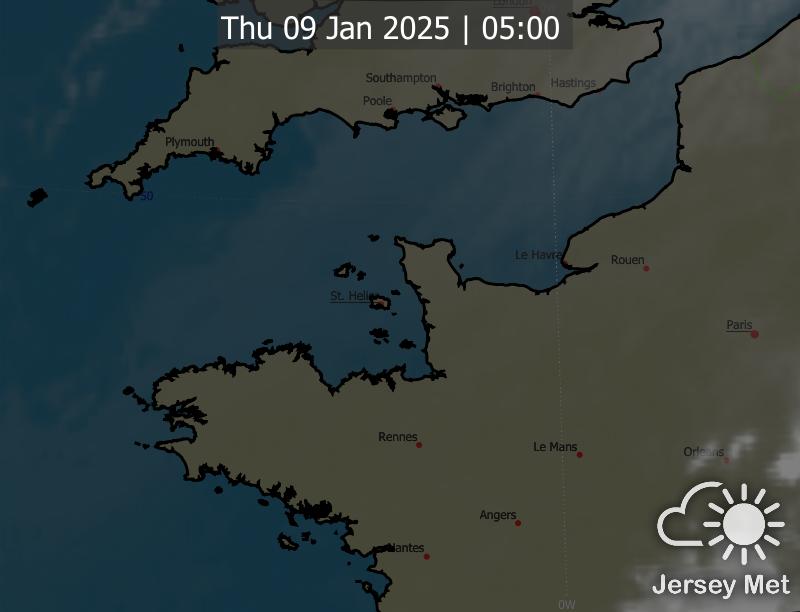 London
Thu 09 Jan 2025 | 05:00
Southampton
Brighton
Hastings
Poole
Plymouth
50
Le Havre
Rouen
St. Helier
Paris
Rennes
Le Mans
Orleans
Angers
Nantes
Jersey Met
0W